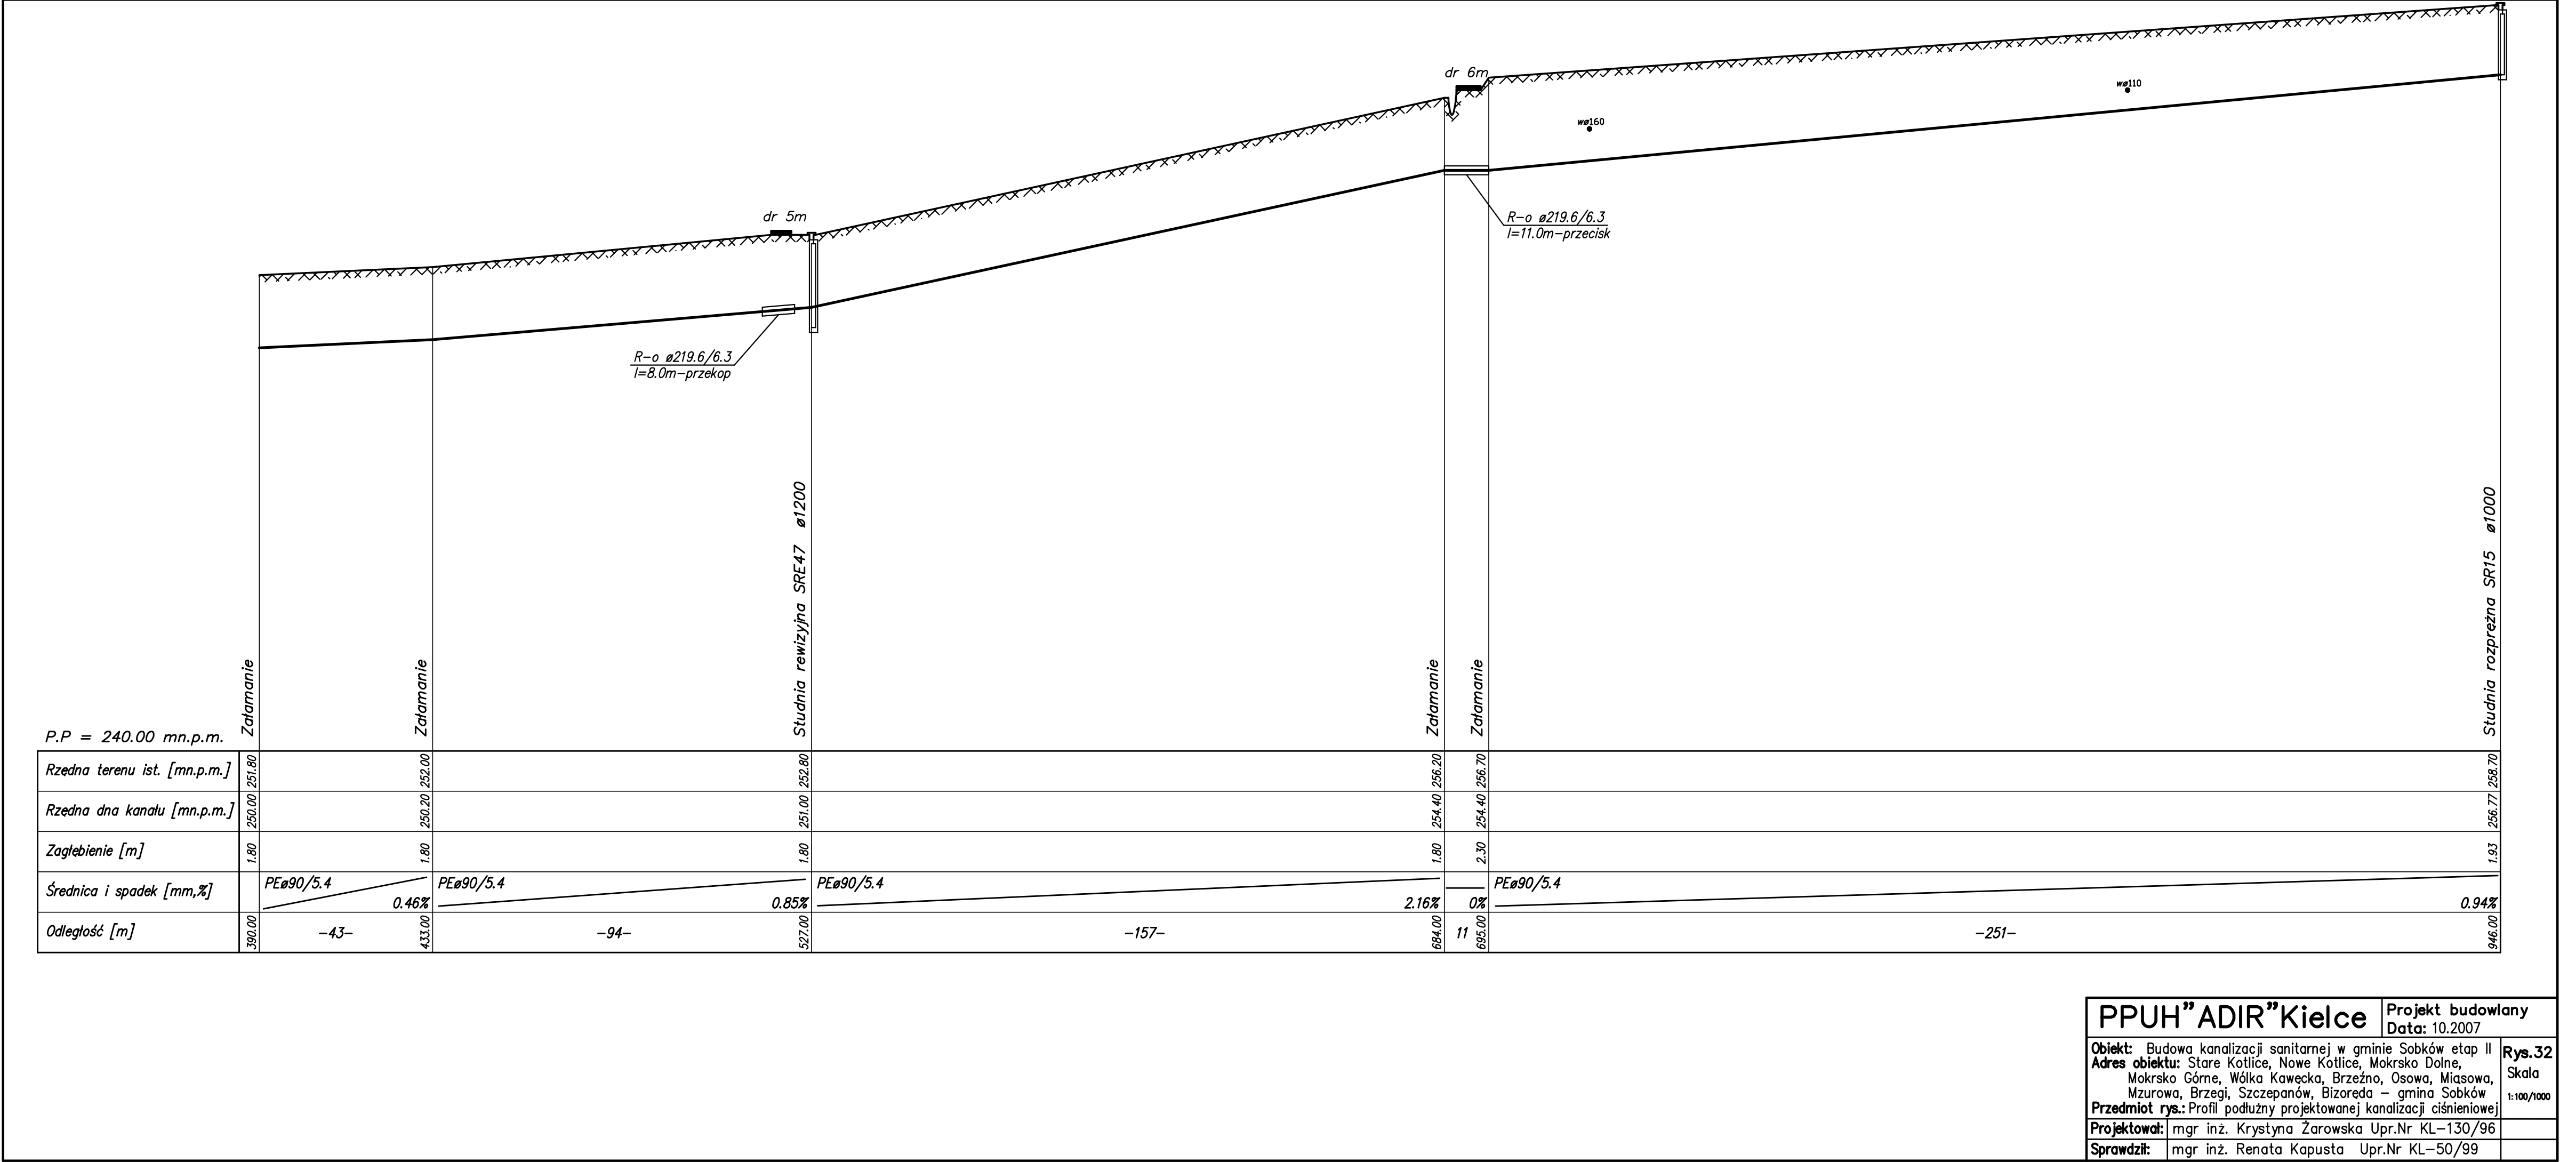 dr 6m
wø110
wø160
dr 5m
R-o ø219.6/6.3
l=11.0m-przecisk
R-o ø219.6/6.3
l=8.0m-przekop
Załamanie
Załamanie
Studnia rewizyjna SRE47 ø1200
Załamanie
Załamanie
Studnia rozprężna SR15 ø1000
P.P = 240.00 mn.p.m.
Rzędna terenu ist. [mn.p.m.] 251.80 252.00 252.80 256.20 256.70 258.70
Rzędna dna kanału [mn.p.m.] 250.00 250.20 251.00 254.40 254.40 256.77
Zagłębienie [m] 1.80 1.80 1.80 1.80 2.30 1.93
Średnica i spadek [mm,%] PEø90/5.4 0.46% PEø90/5.4 0.85% PEø90/5.4 2.16% 0% PEø90/5.4 0.94%
Odległość [m] 390.00 -43- 433.00 -94- 527.00 -157- 684.00 11 695.00 -251- 946.00
PPUH"ADIR"Kielce
Projekt budowlany
Data: 10.2007
Obiekt: Budowa kanalizacji sanitarnej w gminie Sobków etap II
Adres obiektu: Stare Kotlice, Nowe Kotlice, Mokrsko Dolne,
Mokrsko Górne, Wólka Kawęcka, Brzeźno, Osowa, Miąsowa,
Mzurowa, Brzegi, Szczepanów, Bizoręda – gmina Sobków
Przedmiot rys.: Profil podłużny projektowanej kanalizacji ciśnieniowej
Rys.32
Skala
1:100/1000
Projektował: mgr inż. Krystyna Żarowska Upr.Nr KL-130/96
Sprawdził: mgr inż. Renata Kapusta Upr.Nr KL-50/99